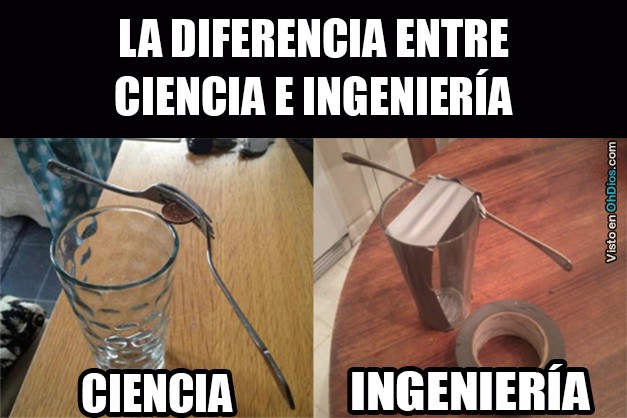 LA DIFERENCIA ENTRE
CIENCIA E INGENIERÍA
Visto en OhDios.com
CIENCIA
INGENIERÍA